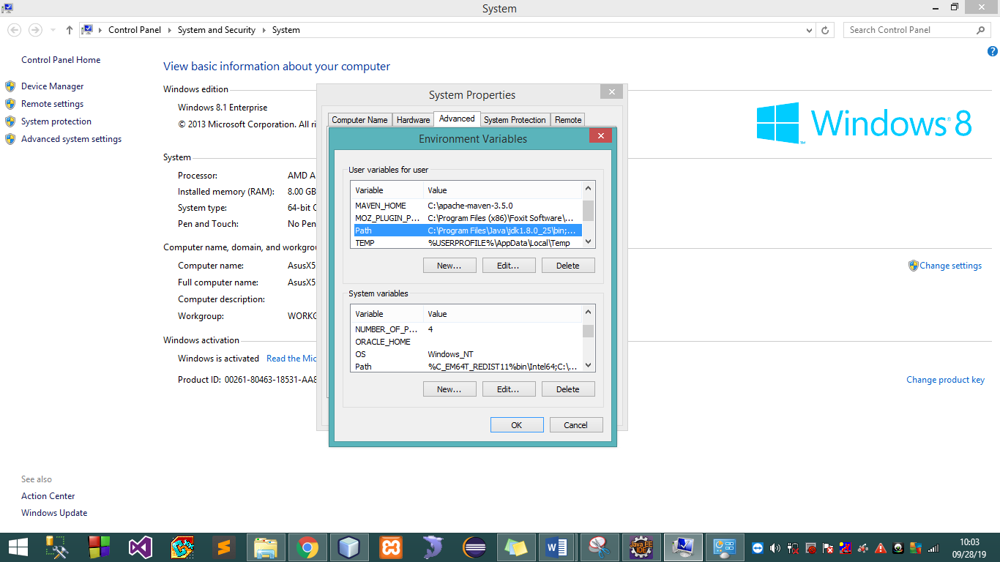 System
Control Panel System and Security System
Search Control Panel
Control Panel Home
Device Manager
Remote settings
System protection
Advanced system settings
See also
Action Center
Windows Update
View basic information about your computer
Windows edition
Windows 8.1 Enterprise
© 2013 Microsoft Corporation. All ri
Windows 8
System
Processor: AMD A
Installed memory (RAM): 8.00 GB
System type: 64-bit O
Pen and Touch: No Pen
Computer name, domain, and workgrou
Computer name: AsusX5
Full computer name: AsusX5
Computer description:
Workgroup: WORKG
Change settings
Windows activation
Windows is activated Read the Mic
Product ID: 00261-80463-18531-AA8
Change product key
System Properties
Computer Name Hardware Advanced System Protection Remote
Environment Variables
User variables for user
Variable Value
MAVEN_HOME C:\apache-maven-3.5.0
MOZ_PLUGIN_P... C:\Program Files (x86)\Foxit Software\...
Path C:\Program Files\Java\jdk1.8.0_25\bin;...
TEMP %USERPROFILE%\AppData\Local\Temp
New... Edit... Delete
System variables
Variable Value
NUMBER_OF_P... 4
ORACLE_HOME
OS Windows_NT
Path %C_EM64T_REDIST11%bin\Intel64;C:\...
New... Edit... Delete
OK Cancel
Java EE
IDE
10:03
09/28/19